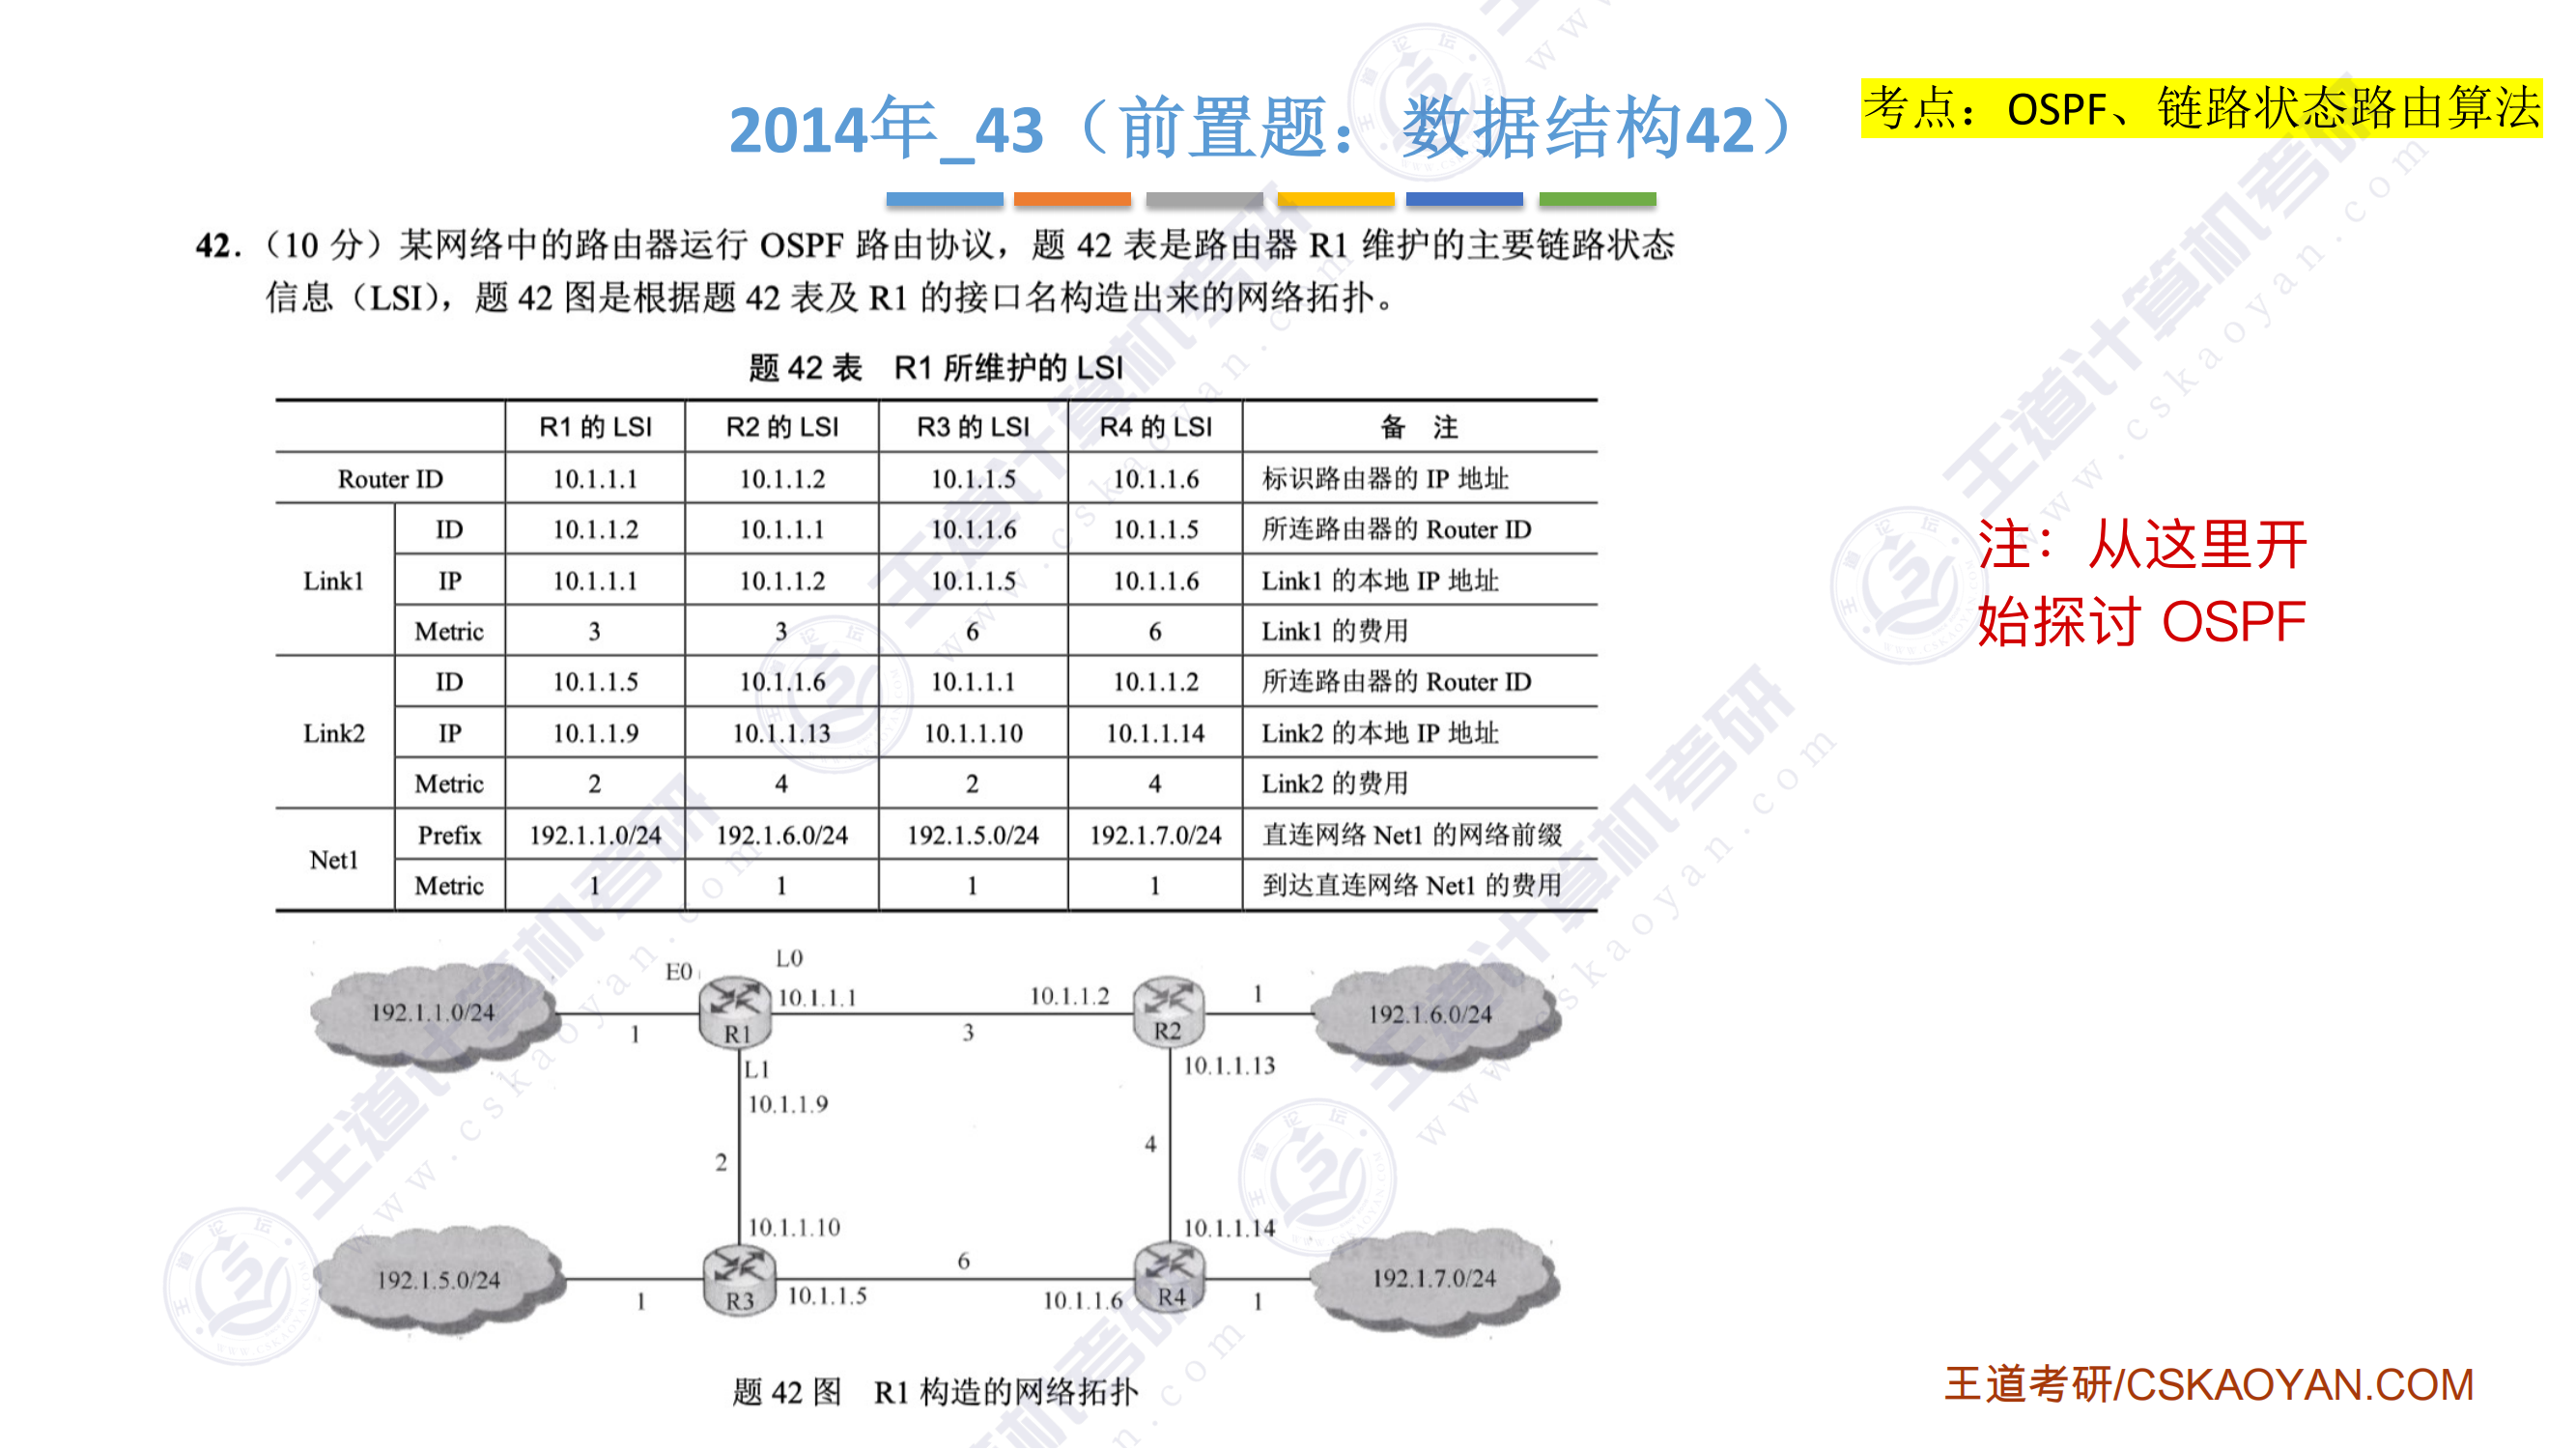 2014年_43（前置题：数据结构42）
考点：OSPF、链路状态路由算法
42.（10 分）某网络中的路由器运行 OSPF 路由协议，题 42 表是路由器 R1 维护的主要链路状态
信息（LSI），题 42 图是根据题 42 表及 R1 的接口名构造出来的网络拓扑。
题 42 表 R1 所维护的 LSI
R1 的 LSI R2 的 LSI R3 的 LSI R4 的 LSI 备 注
Router ID 10.1.1.1 10.1.1.2 10.1.1.5 10.1.1.6 标识路由器的 IP 地址
Link1 ID 10.1.1.2 10.1.1.1 10.1.1.6 10.1.1.5 所连路由器的 Router ID
IP 10.1.1.1 10.1.1.2 10.1.1.5 10.1.1.6 Link1 的本地 IP 地址
Metric 3 3 6 6 Link1 的费用
Link2 ID 10.1.1.5 10.1.1.6 10.1.1.1 10.1.1.2 所连路由器的 Router ID
IP 10.1.1.9 10.1.1.13 10.1.1.10 10.1.1.14 Link2 的本地 IP 地址
Metric 2 4 2 4 Link2 的费用
Net1 Prefix 192.1.1.0/24 192.1.6.0/24 192.1.5.0/24 192.1.7.0/24 直连网络 Net1 的网络前缀
Metric 1 1 1 1 到达直连网络 Net1 的费用
注：从这里开
始探讨 OSPF
E0 L0
192.1.1.0/24 1 R1 10.1.1.1 3 10.1.1.2 R2 1 192.1.6.0/24
L1 10.1.1.13
10.1.1.9
2 4
10.1.1.10 10.1.1.14
192.1.5.0/24 1 R3 10.1.1.5 6 10.1.1.6 R4 1 192.1.7.0/24
题 42 图 R1 构造的网络拓扑
王道考研/CSKAOYAN.COM
王道计算机考研
www.cskaoyan.com